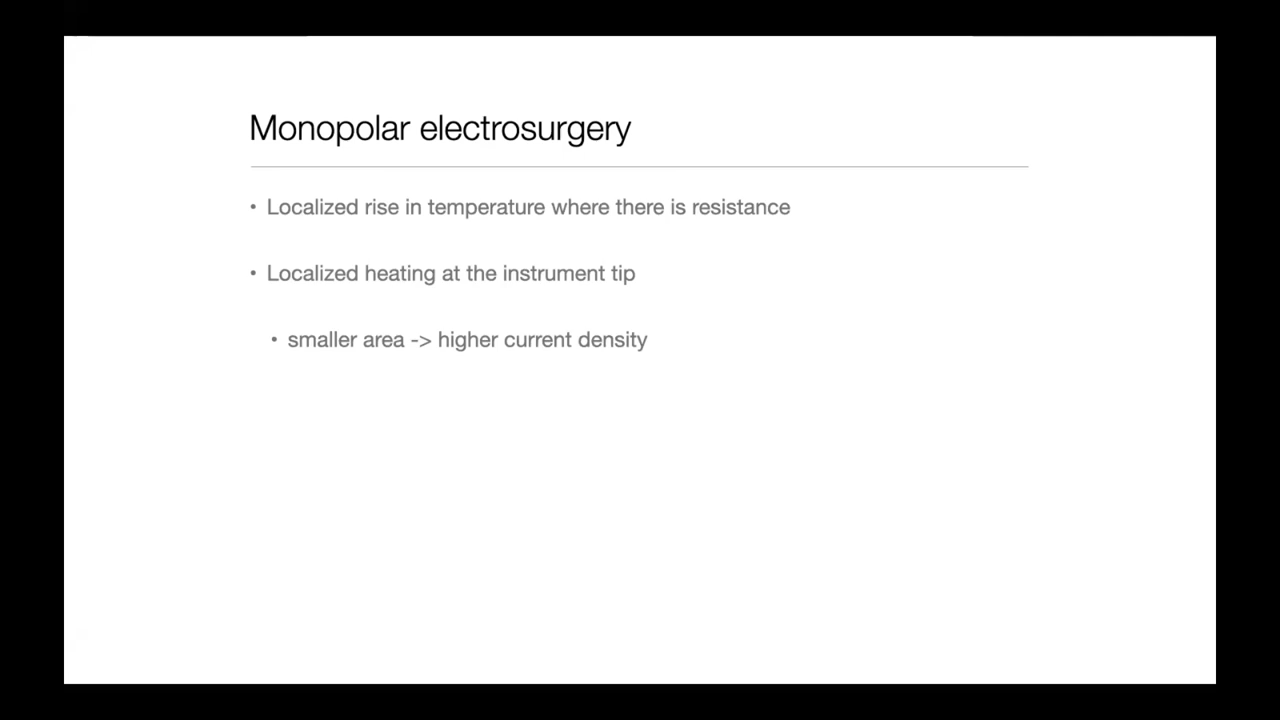 Monopolar electrosurgery
• Localized rise in temperature where there is resistance
• Localized heating at the instrument tip
• smaller area -> higher current density